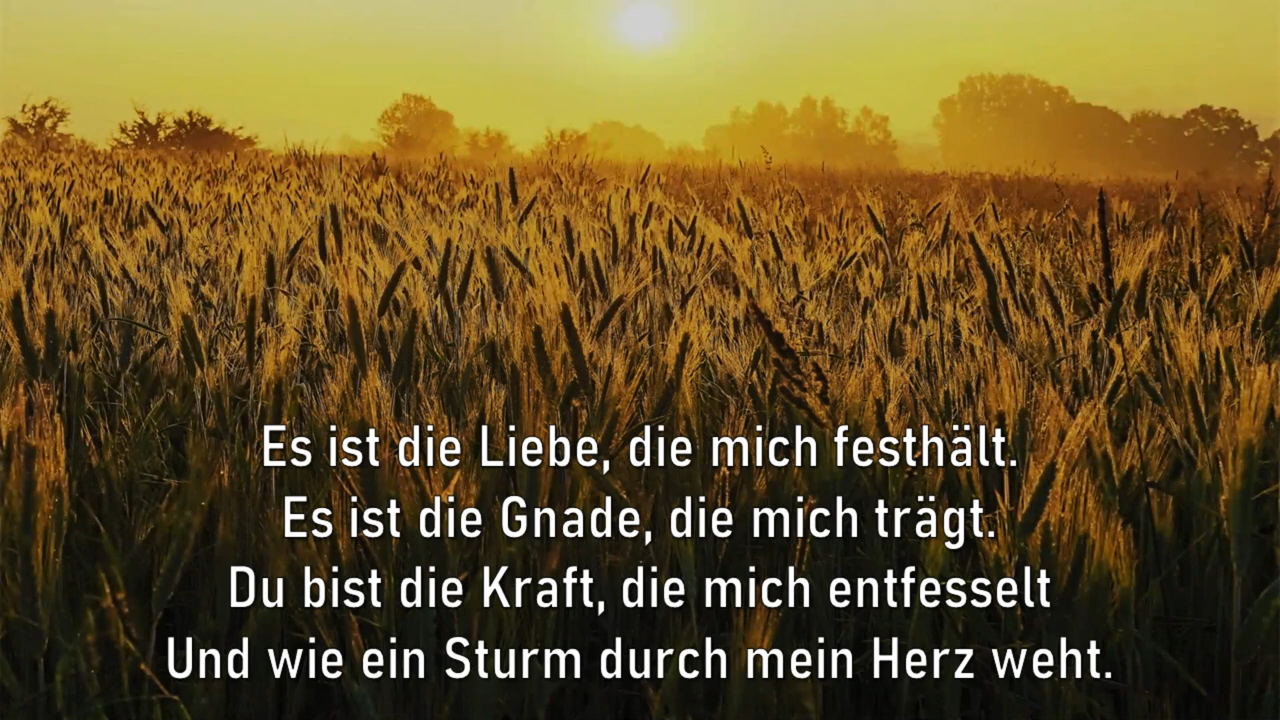 Es ist die Liebe, die mich festhält.
Es ist die Gnade, die mich trägt.
Du bist die Kraft, die mich entfesselt
Und wie ein Sturm durch mein Herz weht.